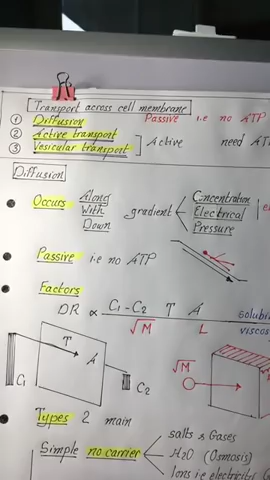 Transport across cell membrane
① Diffusion Passive i.e no ATP
② Active transport
③ Vesicular transport Active need AT
Diffusion
Occurs Along With Down gradient Concentration Electrical Pressure
Passive i.e no ATP
Factors
DR ∝ C1 - C2 T A
√M L
T A
C1 C2
√M
Types 2 main
Simple no carrier salts & Gases
H2O (Osmosis)
Ions i.e